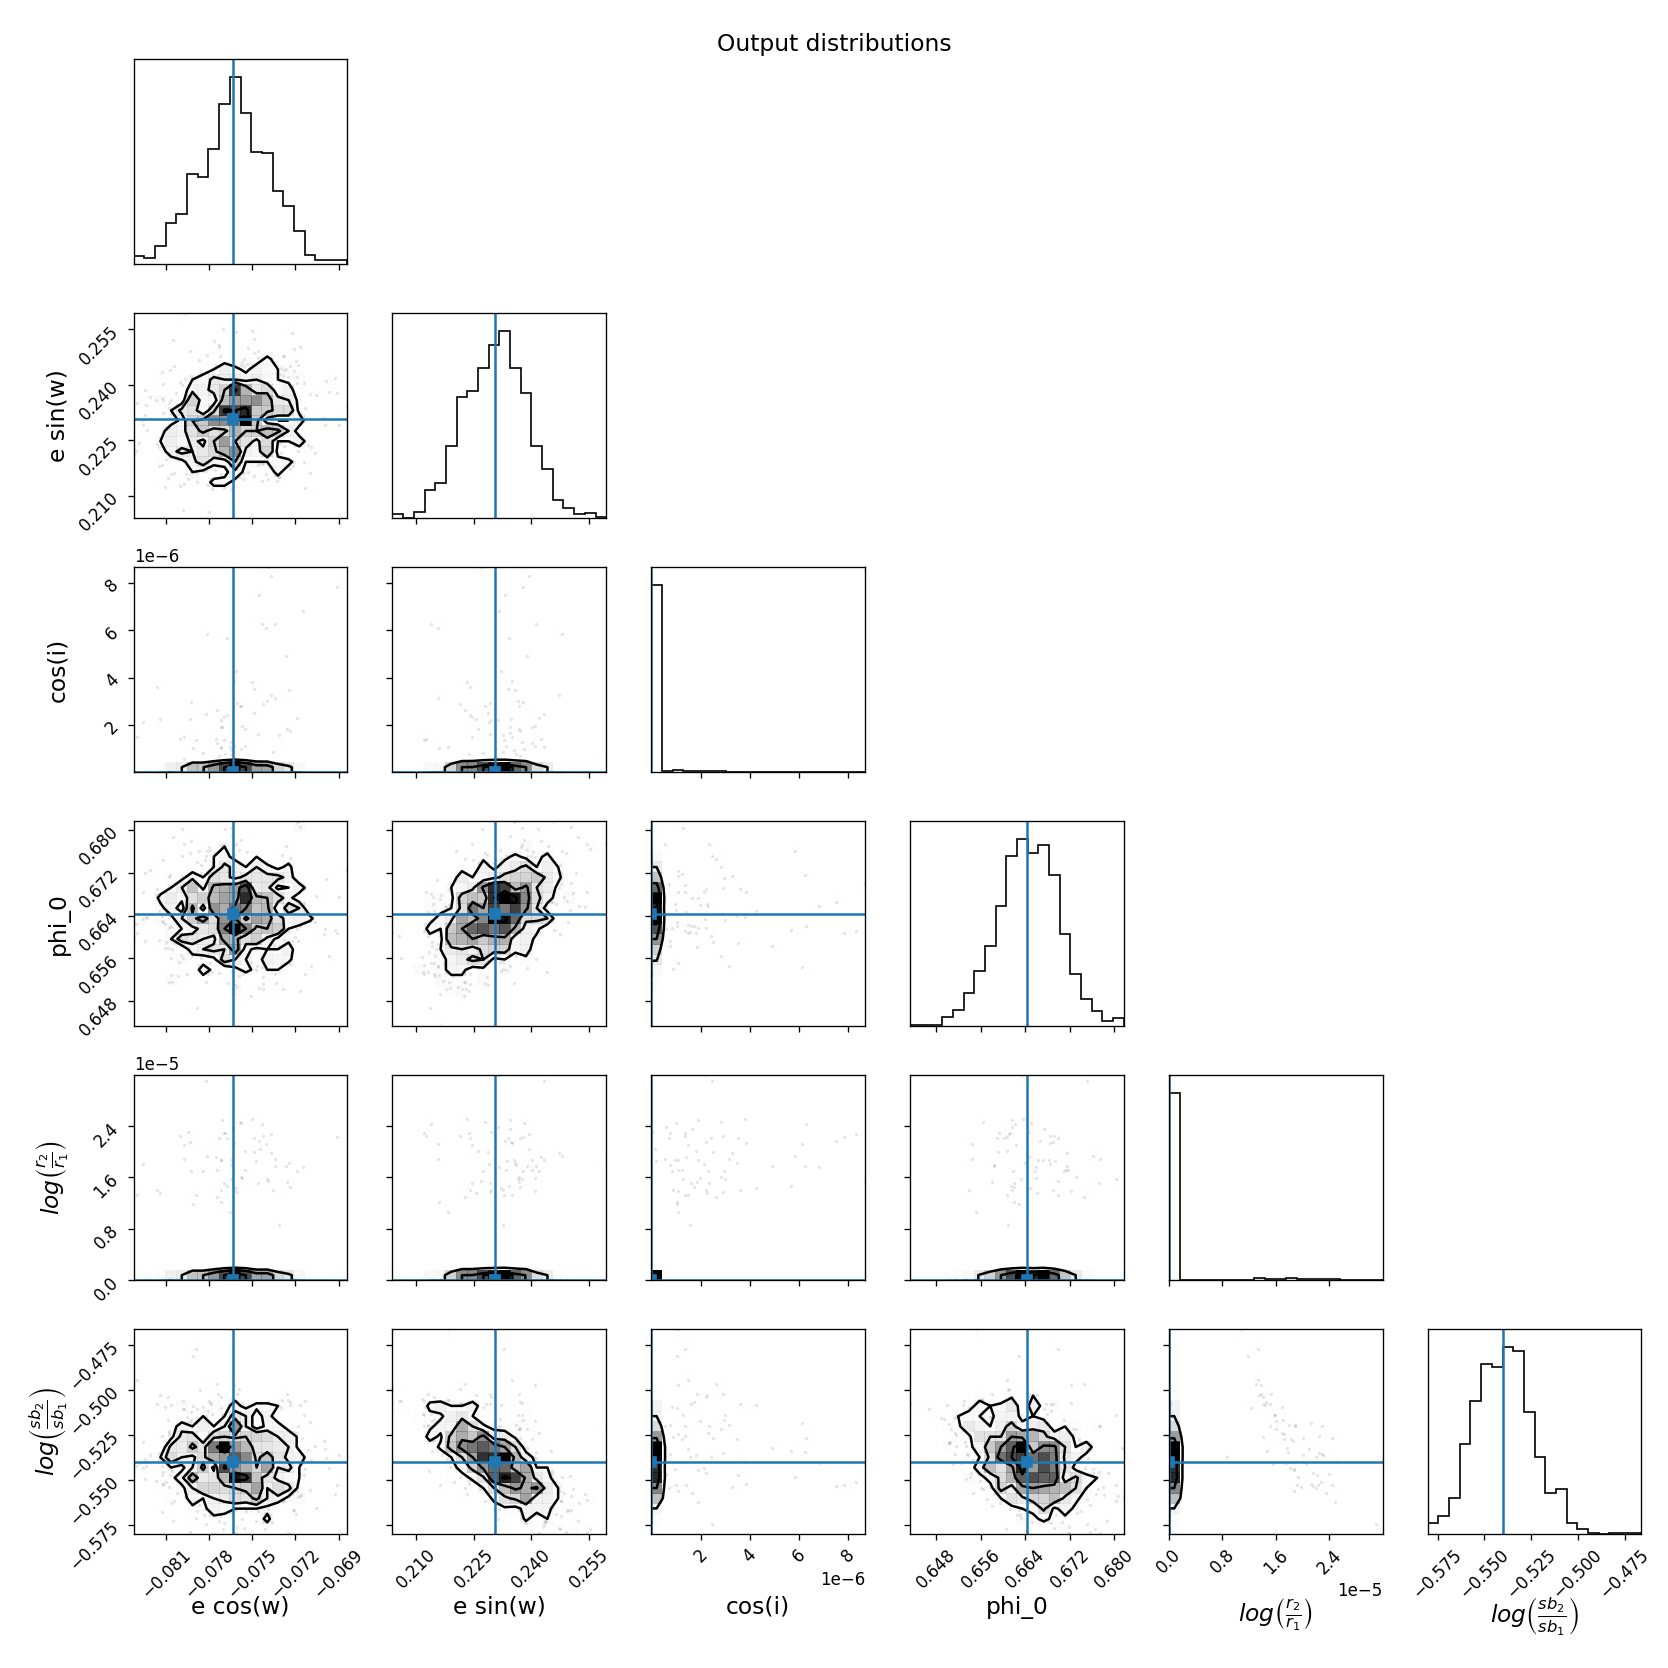 Output distributions
0.255
0.240
0.225
0.210
e sin(w)
1e−6
8
6
4
2
cos(i)
0.680
0.672
0.664
0.656
0.648
phi_0
1e−5
2.4
1.6
0.8
0.0
log(r₂/r₁)
−0.475
−0.500
−0.525
−0.550
−0.575
log(sb₂/sb₁)
−0.081 −0.078 −0.075 −0.072 −0.069
e cos(w)
0.210 0.225 0.240 0.255
e sin(w)
2 4 6 8
1e−6
cos(i)
0.648 0.656 0.664 0.672 0.680
phi_0
0.0 0.8 1.6 2.4
1e−5
log(r₂/r₁)
−0.575 −0.550 −0.525 −0.500 −0.475
log(sb₂/sb₁)